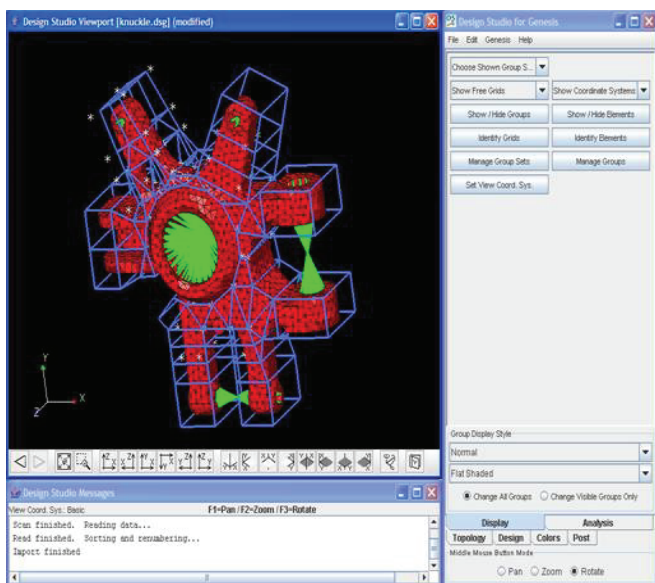 Design Studio Viewport [knuckle.dsg] (modified)
Y
X
Z
Design Studio Messages
View Coord. Sys.: Basic F1=Pan / F2=Zoom / F3=Rotate
Scan finished. Reading data...
Read finished. Sorting and renumbering...
Import finished
Design Studio for Genesis
File Edit Genesis Help
Choose Shown Group S...
Show Free Grids Show Coordinate Systems
Show / Hide Groups Show / Hide Elements
Identify Grids Identify Elements
Manage Group Sets Manage Groups
Set View Coord. Sys.
Group Display Style
Normal
Flat Shaded
Change All Groups Change Visible Groups Only
Display Analysis
Topology Design Colors Post
Middle Mouse Button Mode
Pan Zoom Rotate